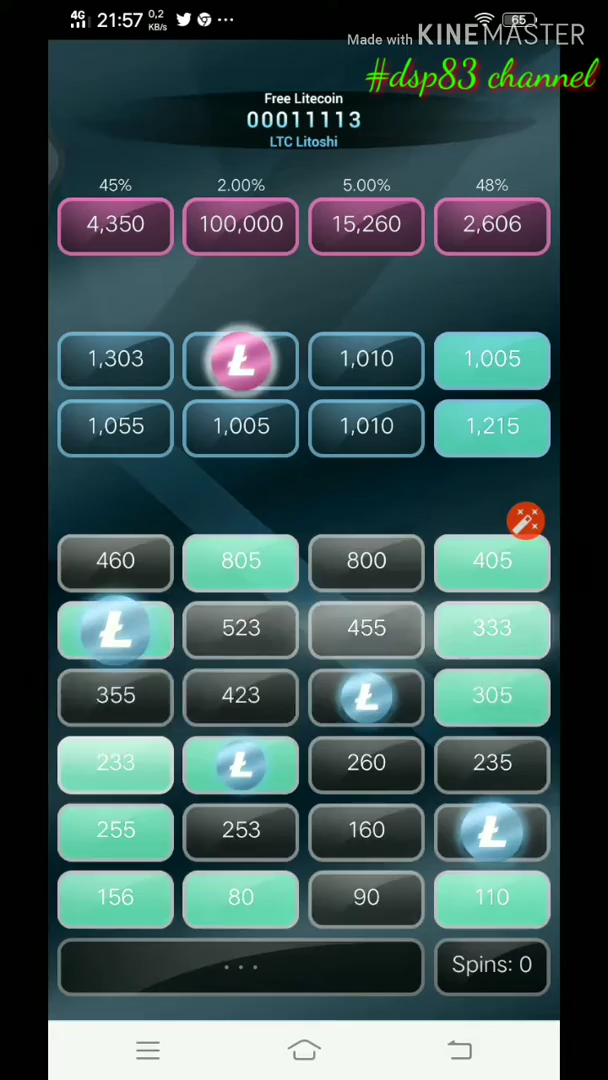 4G 21:57 0,2 KB/s ... 65
Made with KINEMASTER
#dsp83 channel
Free Litecoin
00011113
LTC Litoshi
45% 2.00% 5.00% 48%
4,350 100,000 15,260 2,606
1,303 Ł 1,010 1,005
1,055 1,005 1,010 1,215
460 805 800 405
Ł 523 455 333
355 423 Ł 305
233 Ł 260 235
255 253 160 Ł
156 80 90 110
... Spins: 0